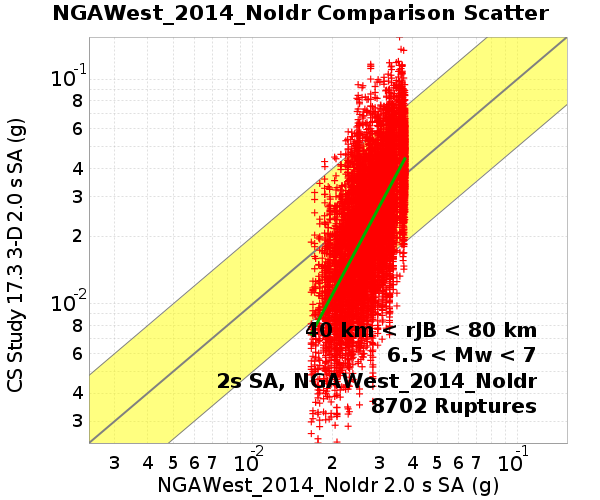 NGAWest_2014_NoIdr Comparison Scatter
CS Study 17.3 3-D 2.0 s SA (g)
10-1
8
6
4
3
2
10-2
8
6
4
3
40 km < rJB < 80 km
6.5 < Mw < 7
2s SA, NGAWest_2014_NoIdr
8702 Ruptures
3 4 5 6 7 10-2 2 3 4 5 6 7 10-1
NGAWest_2014_NoIdr 2.0 s SA (g)